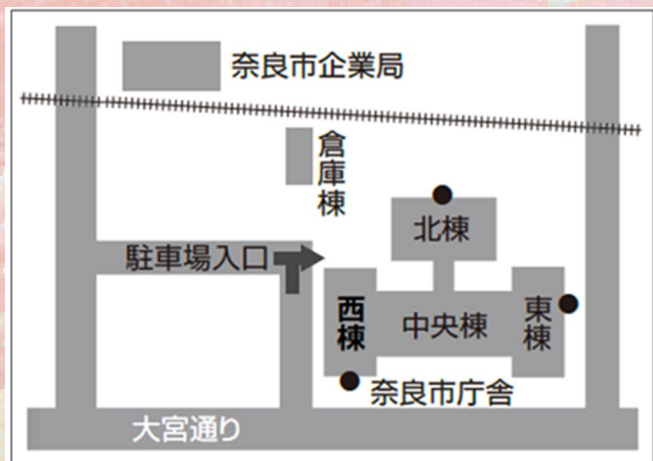 奈良市企業局
倉庫棟
北棟
駐車場入口
西棟
中央棟
東棟
奈良市庁舎
大宮通り